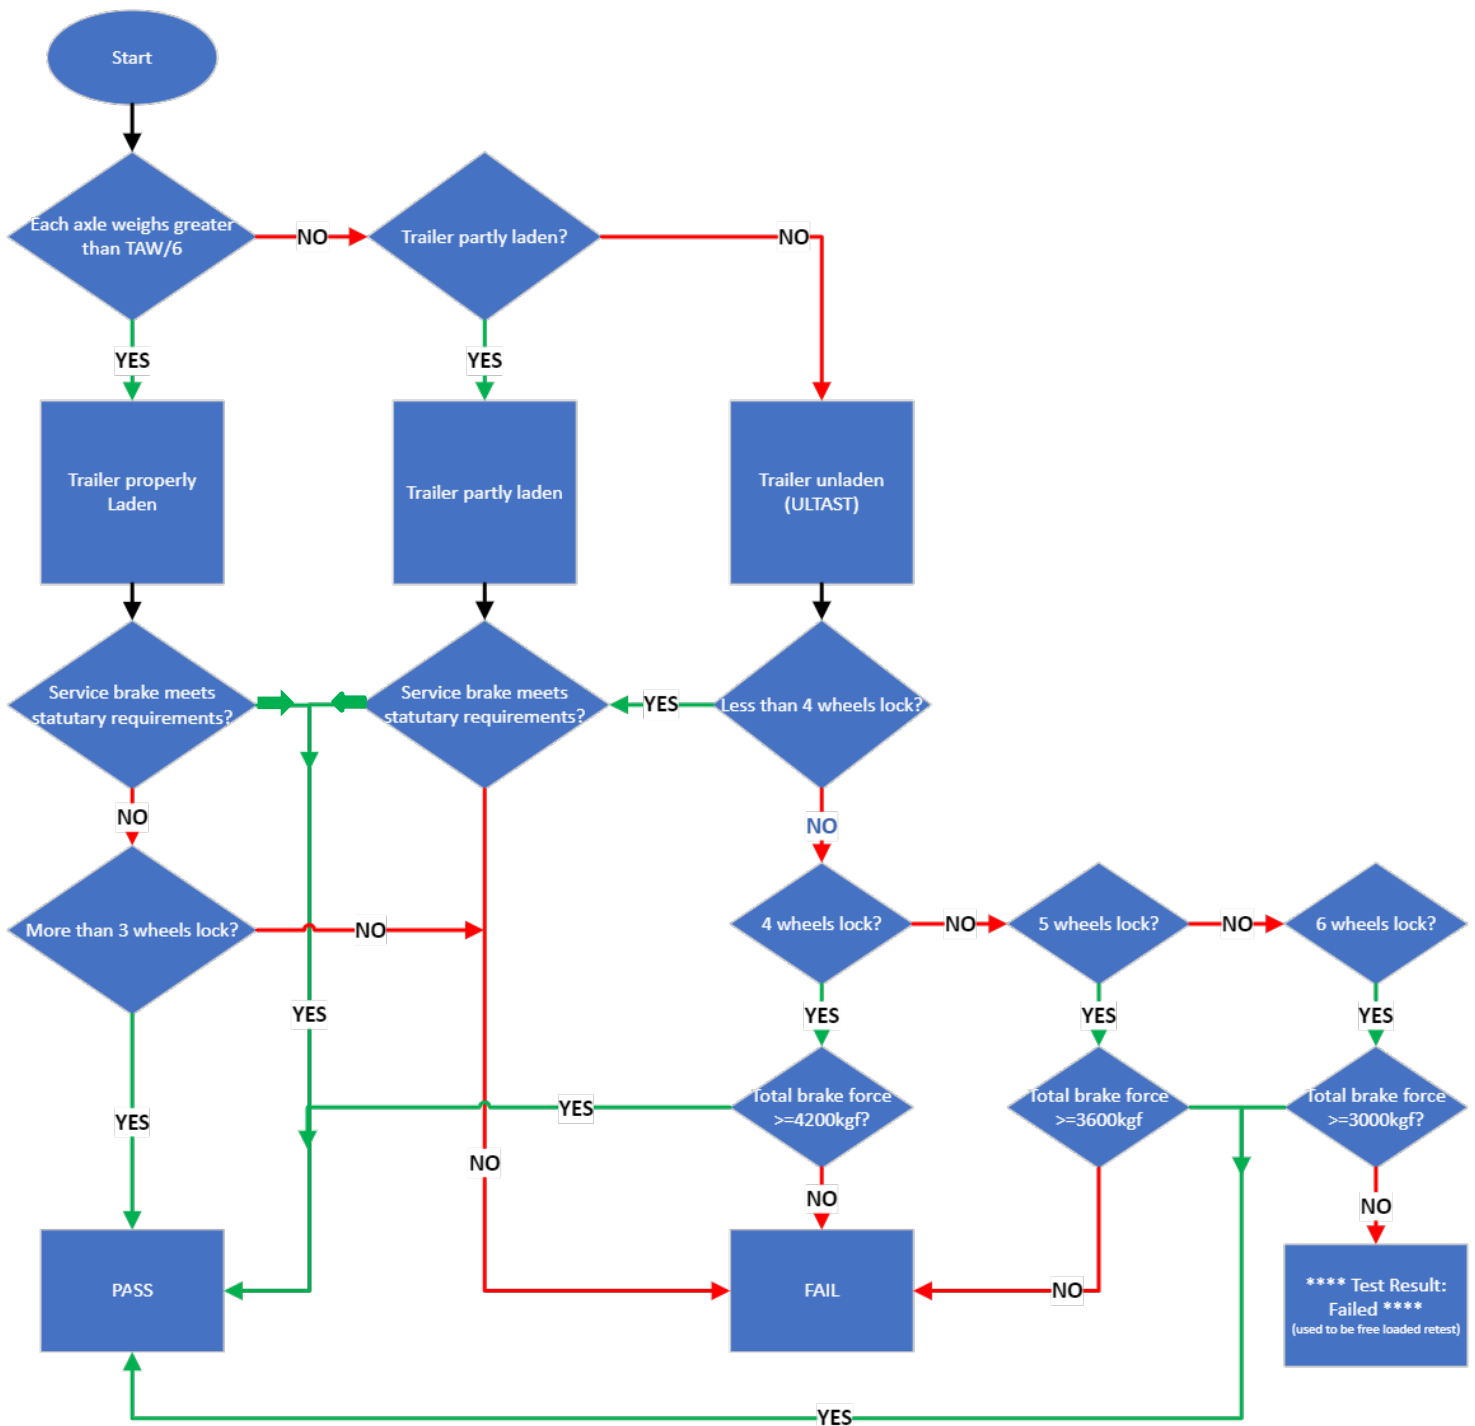 Start
Each axle weighs greater
than TAW/6
NO
Trailer partly laden?
NO
YES
YES
Trailer properly
Laden
Trailer partly laden
Trailer unladen
(ULTAST)
Service brake meets
statutary requirements?
Service brake meets
statutary requirements?
YES
Less than 4 wheels lock?
NO
NO
More than 3 wheels lock?
NO
4 wheels lock?
NO
5 wheels lock?
NO
6 wheels lock?
YES
YES
YES
YES
YES
Total brake force
>=4200kgf?
Total brake force
>=3600kgf
Total brake force
>=3000kgf?
YES
NO
NO
NO
PASS
FAIL
NO
**** Test Result:
Failed ****
(used to be free loaded retest)
YES